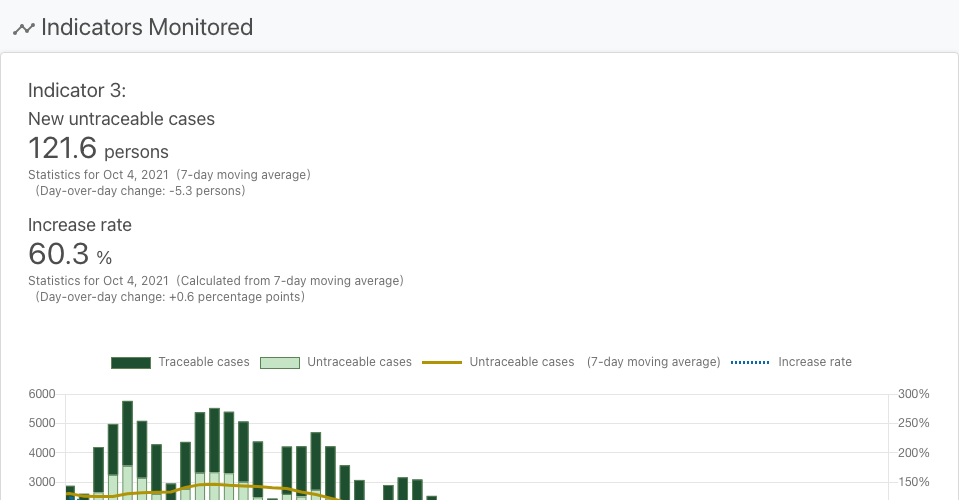 Indicators Monitored
Indicator 3:
New untraceable cases
121.6 persons
Statistics for Oct 4, 2021 (7-day moving average)
(Day-over-day change: -5.3 persons)
Increase rate
60.3 %
Statistics for Oct 4, 2021 (Calculated from 7-day moving average)
(Day-over-day change: +0.6 percentage points)
Traceable cases Untraceable cases Untraceable cases (7-day moving average) Increase rate
6000 300%
5000 250%
4000 200%
3000 150%